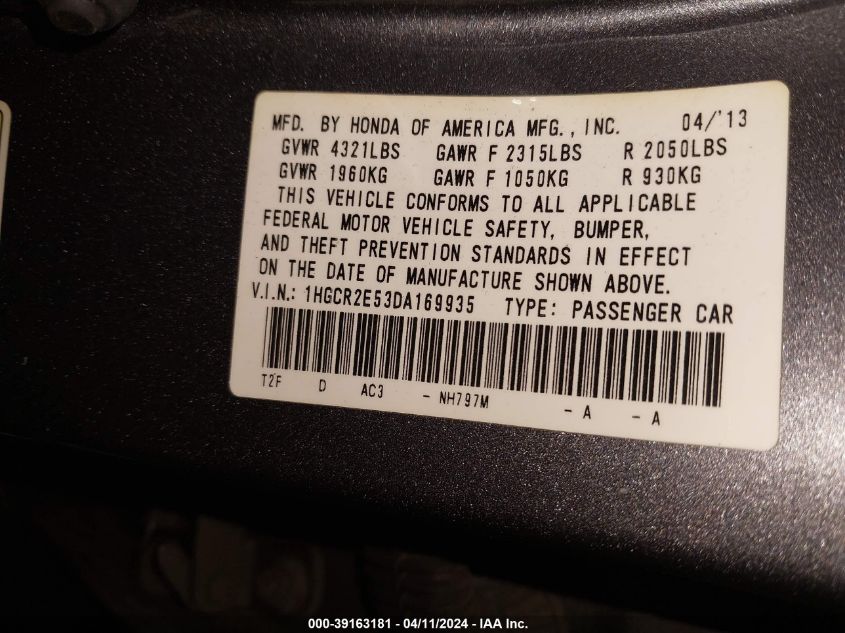 MFD. BY HONDA OF AMERICA MFG., INC. 04/'13
GVWR 4321LBS GAWR F 2315LBS R 2050LBS
GVWR 1960KG GAWR F 1050KG R 930KG
THIS VEHICLE CONFORMS TO ALL APPLICABLE
FEDERAL MOTOR VEHICLE SAFETY, BUMPER,
AND THEFT PREVENTION STANDARDS IN EFFECT
ON THE DATE OF MANUFACTURE SHOWN ABOVE.
V.I.N.: 1HGCR2E53DA169935 TYPE: PASSENGER CAR
T2F D AC3 - NH797M - A - A
000-39163181 - 04/11/2024 - IAA Inc.